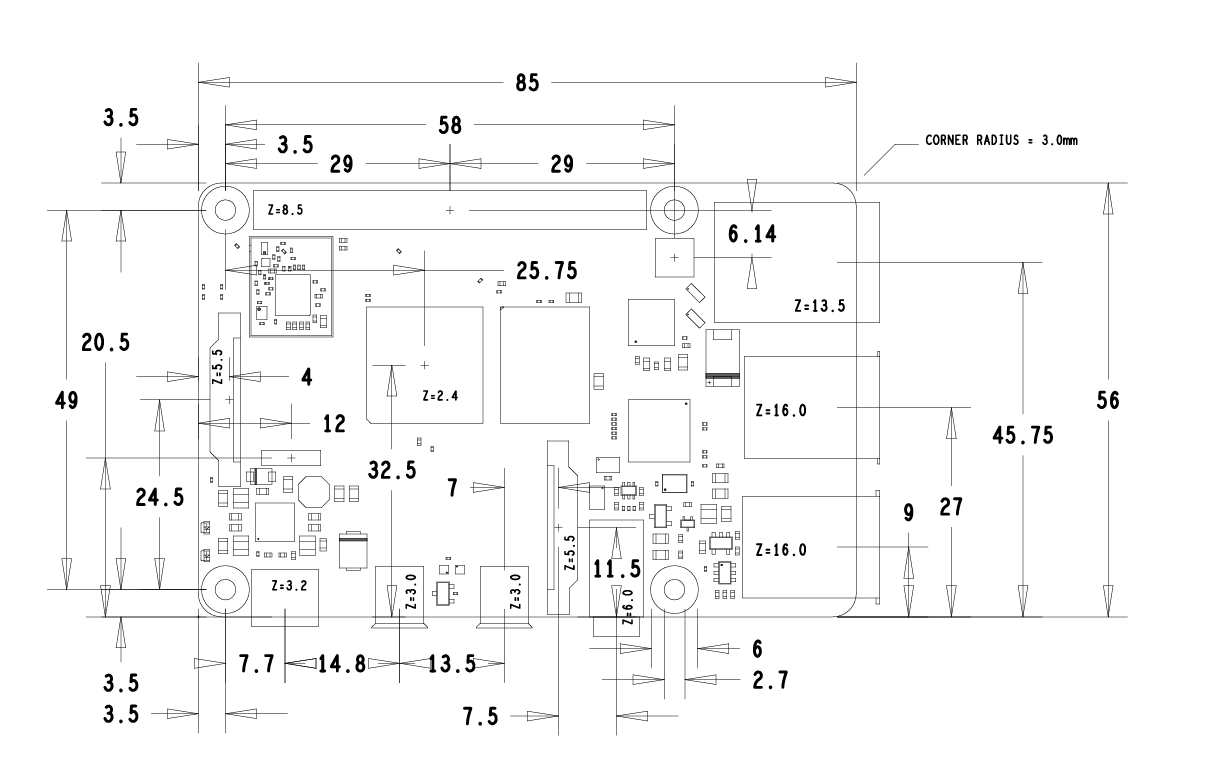 85
3.5
58
CORNER RADIUS = 3.0mm
3.5
29
29
Z=8.5
6.14
25.75
Z=13.5
20.5
Z=5.5
4
Z=2.4
49
56
Z=16.0
12
45.75
32.5
7
24.5
27
9
Z=5.5
Z=16.0
11.5
Z=3.2
Z=3.0
Z=3.0
Z=6.0
6
7.7
14.8
13.5
3.5
2.7
3.5
7.5